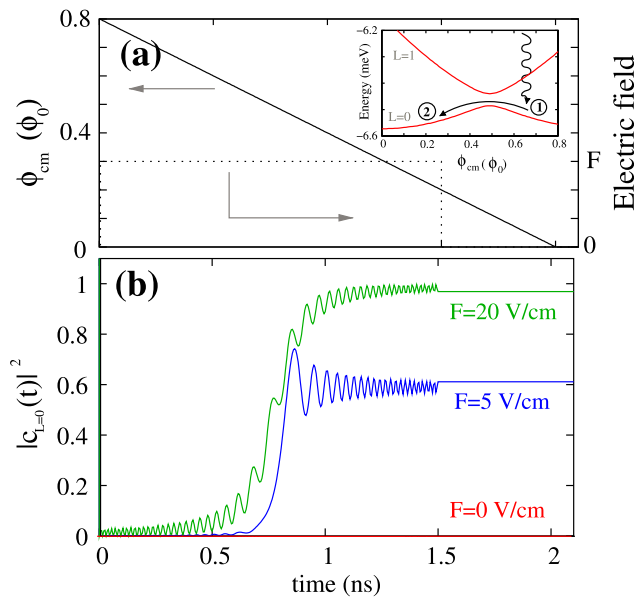 (a)
0.8
0.4
0
ϕcm (ϕ0)
F
0
Electric field
-6.2
-6.6
Energy (meV)
L=1
L=0
1
2
0 0.2 0.4 0.6 0.8
ϕcm(ϕ0)
(b)
1
0.8
0.6
0.4
0.2
0
|cL=0(t)|2
F=20 V/cm
F=5 V/cm
F=0 V/cm
0 0.5 1 1.5 2
time (ns)